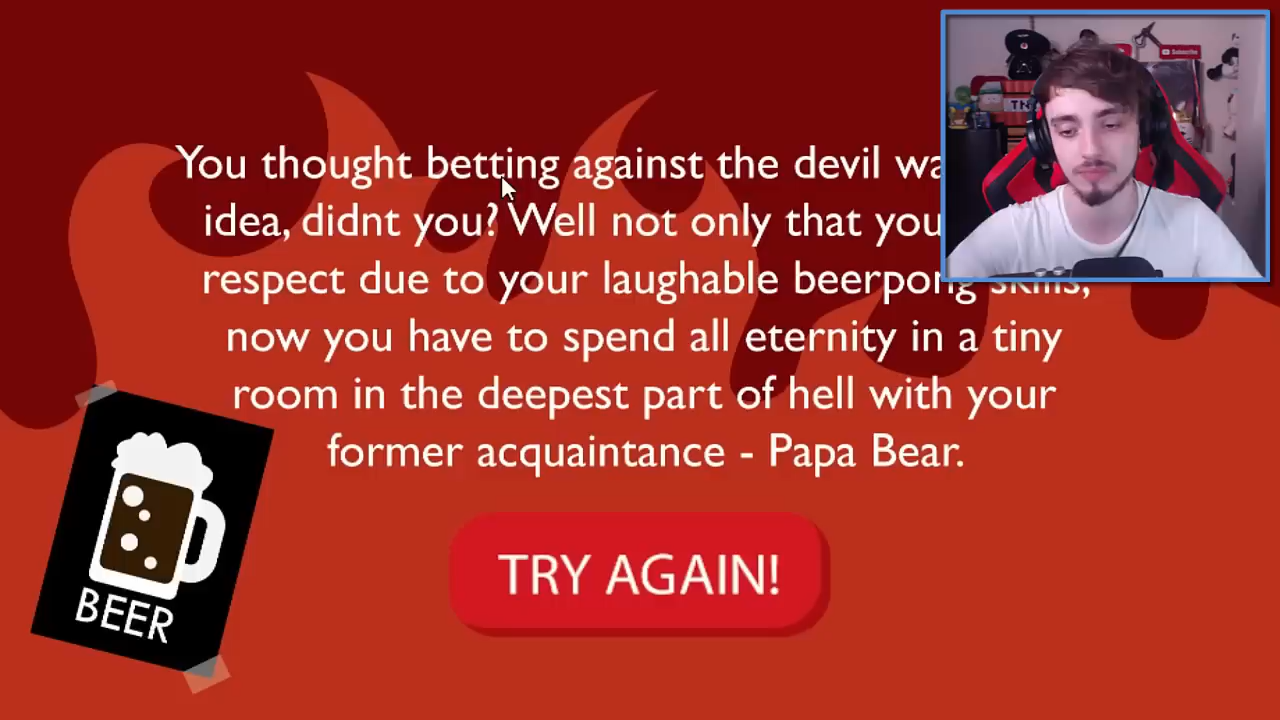 You thought betting against the devil
idea, didnt you? Well not only that
respect due to your laughable beerpong skills,
now you have to spend all eternity in a tiny
room in the deepest part of hell with your
former acquaintance - Papa Bear.
TRY AGAIN!
BEER